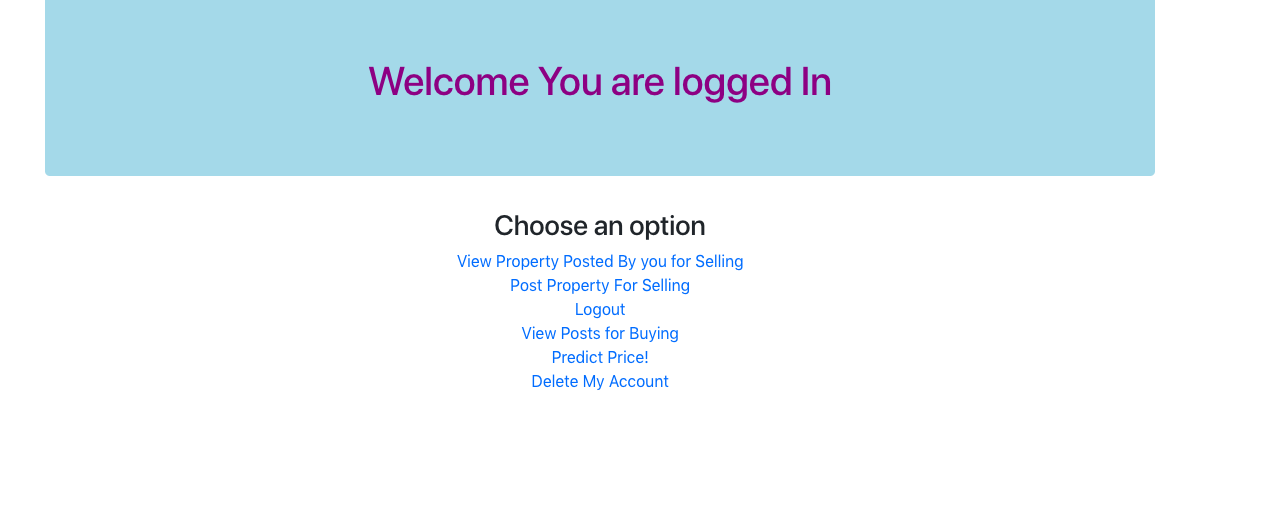 Welcome You are logged In
Choose an option
View Property Posted By you for Selling
Post Property For Selling
Logout
View Posts for Buying
Predict Price!
Delete My Account